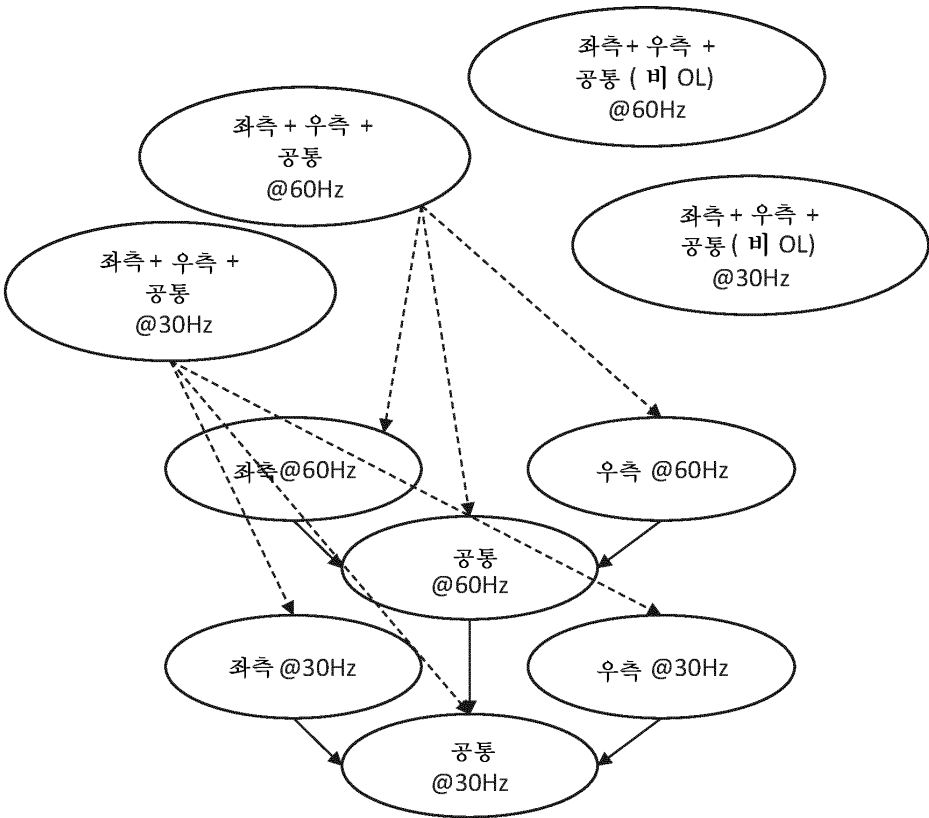 좌측+ 우측 +
공통 ( 비 OL)
@60Hz
좌측 + 우측 +
공통
@60Hz
좌측+ 우측 +
공통( 비 OL)
@30Hz
좌측+ 우측 +
공통
@30Hz
좌측@60Hz
우측 @60Hz
공통
@60Hz
좌측 @30Hz
우측 @30Hz
공통
@30Hz